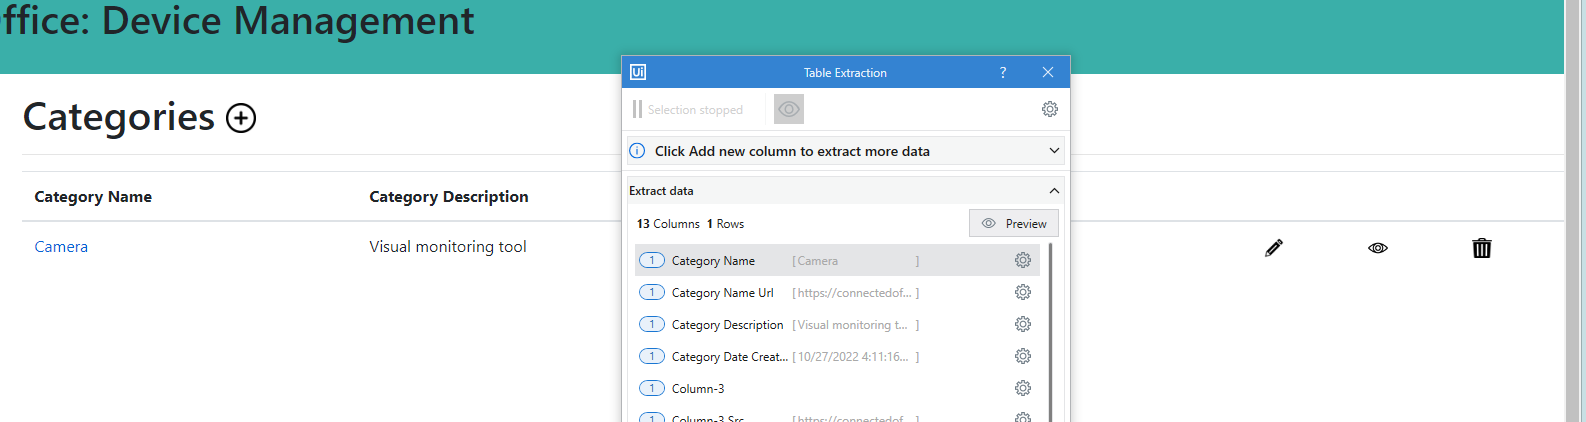 ffice: Device Management
Ui Table Extraction ?
Selection stopped
Categories
Click Add new column to extract more data
Category Name Category Description
Extract data
13 Columns 1 Rows Preview
Camera Visual monitoring tool
1 Category Name [Camera ]
1 Category Name Url [https://connectedof... ]
1 Category Description [Visual monitoring t... ]
1 Category Date Creat... [10/27/2022 4:11:16... ]
1 Column-3
1 Column-3 Src [https://connectedof... ]